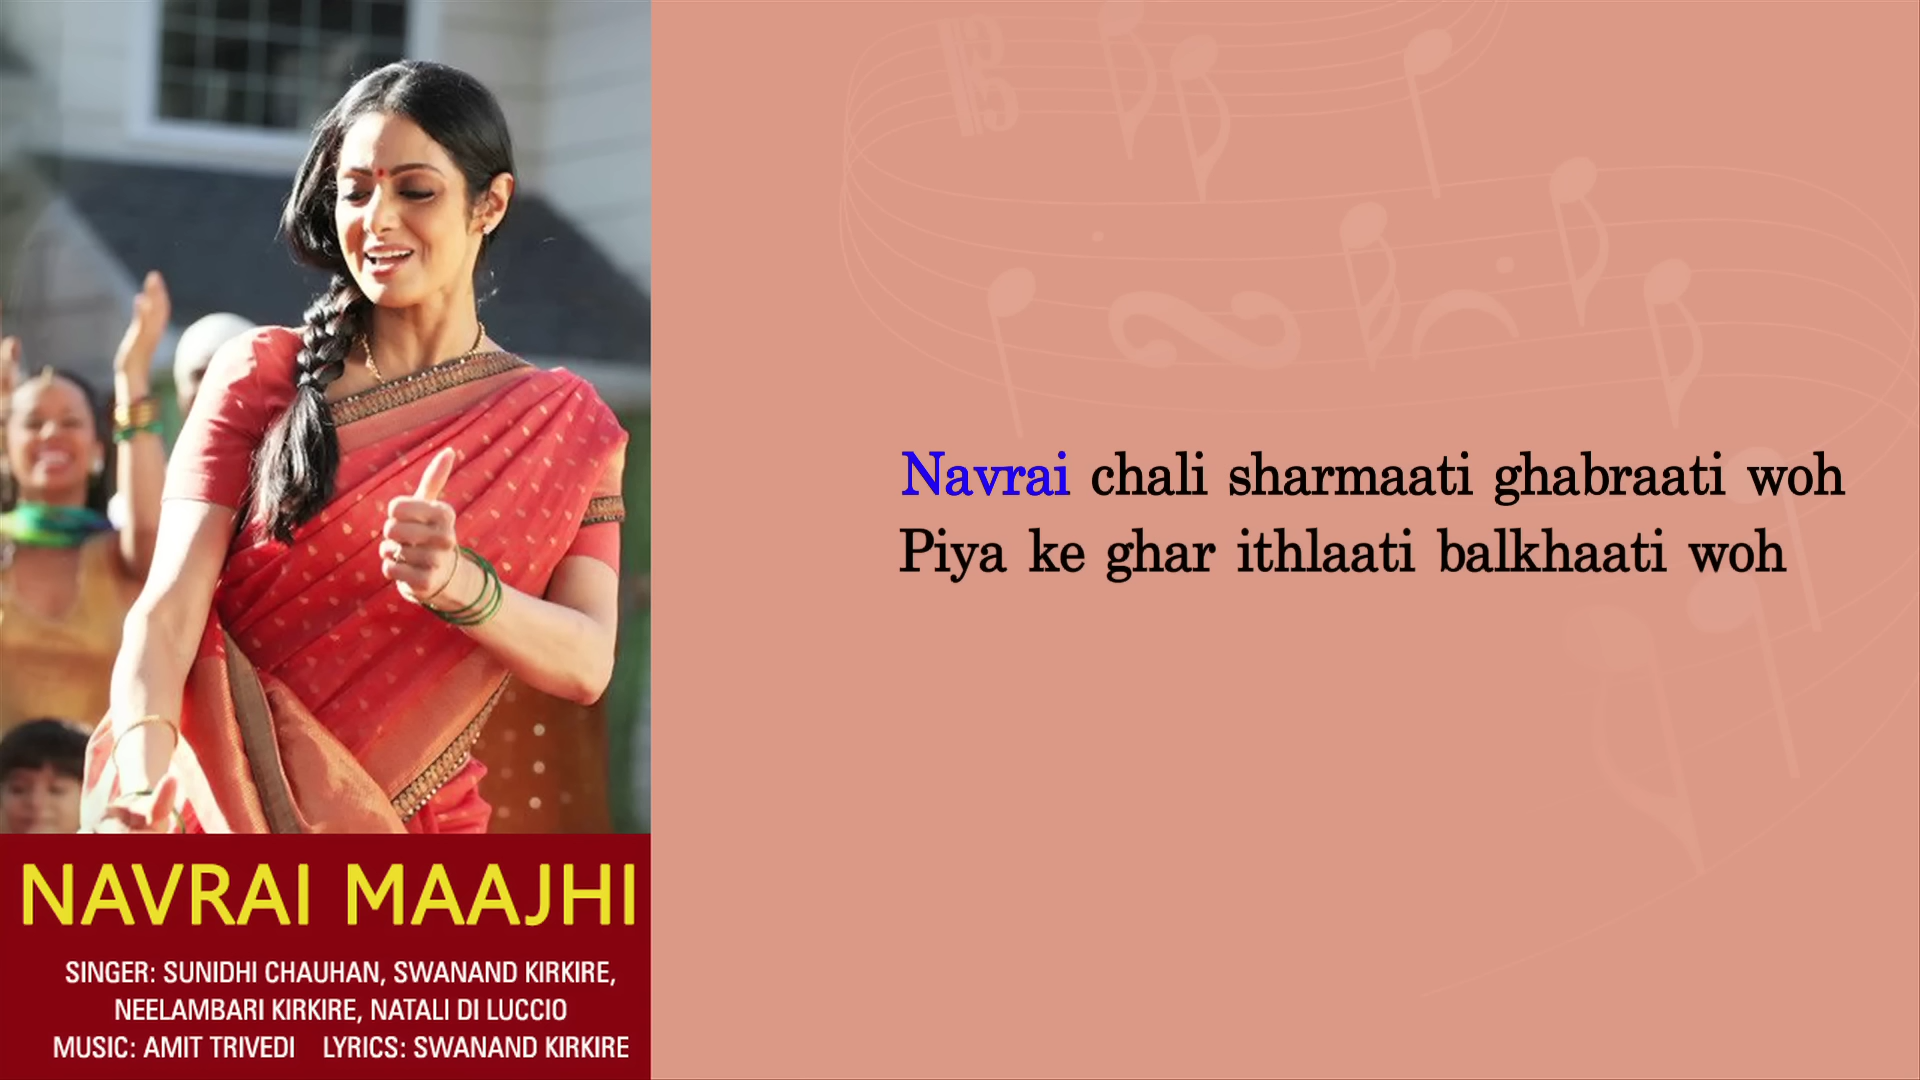 Navrai chali sharmaati ghabraati woh
Piya ke ghar ithlaati balkhaati woh
NAVRAI MAAJHI
SINGER: SUNIDHI CHAUHAN, SWANAND KIRKIRE,
NEELAMBARI KIRKIRE, NATALI DI LUCCIO
MUSIC: AMIT TRIVEDI LYRICS: SWANAND KIRKIRE